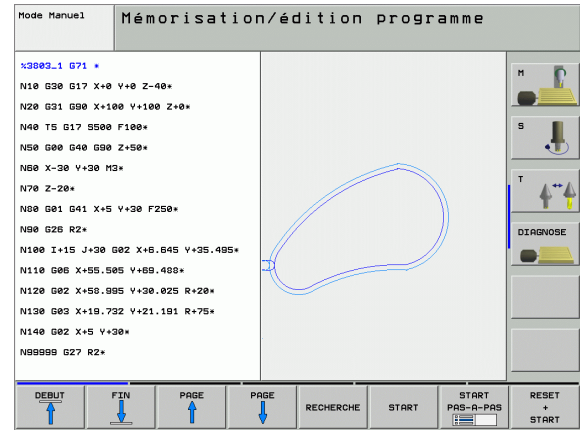 Mode Manuel
Mémorisation/édition programme
%3803_1 G71 *
N10 G30 G17 X+0 Y+0 Z-40*
N20 G31 G90 X+100 Y+100 Z+0*
N40 T5 G17 S500 F100*
N50 G00 G40 G90 Z+50*
N60 X-30 Y+30 M3*
N70 Z-20*
N80 G01 G41 X+5 Y+30 F250*
N90 G26 R2*
N100 I+15 J+30 G02 X+6.645 Y+35.495*
N110 G06 X+55.505 Y+69.488*
N120 G02 X+58.995 Y+30.025 R+20*
N130 G03 X+19.732 Y+21.191 R+75*
N140 G02 X+5 Y+30*
N99999 G27 R2*
M
S
T
DIAGNOSE
DEBUT
FIN
PAGE
PAGE
RECHERCHE
START
START
PAS-A-PAS
RESET
+
START